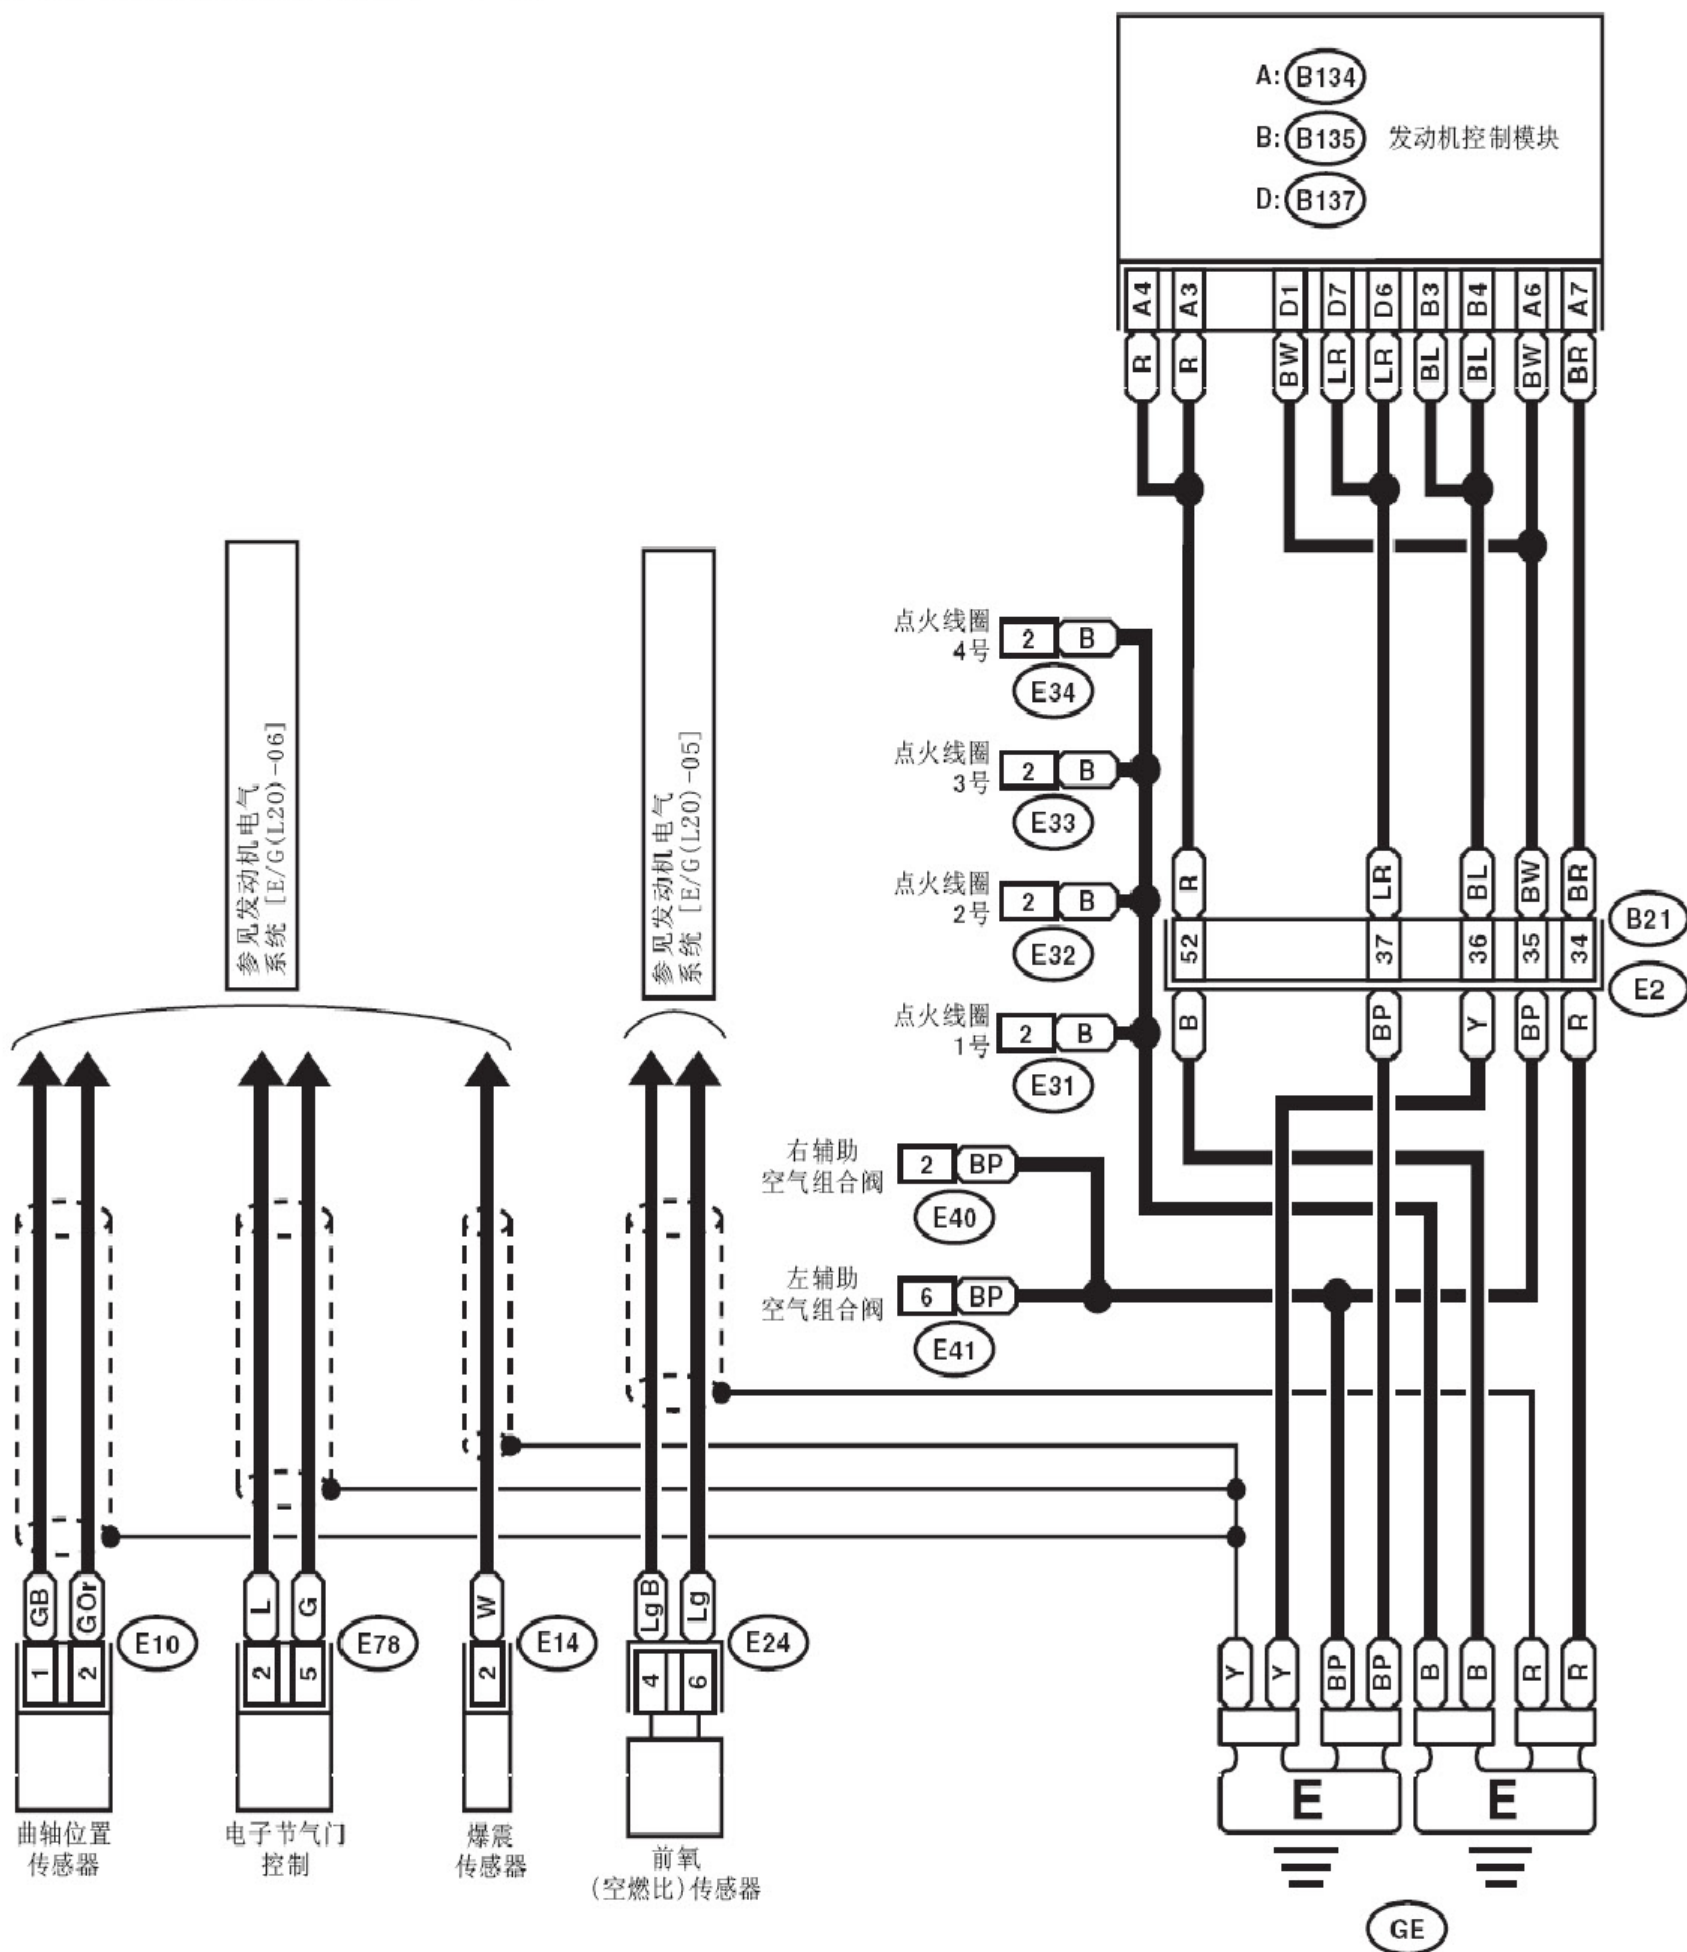 A: B134
B: B135 发动机控制模块
D: B137
A4 A3 D1 D7 D6 B3 B4 A6 A7
R R BW LR LR BL BL BW BR
点火线圈
4号
2 B
E34
点火线圈
3号
2 B
E33
点火线圈
2号
2 B
E32
点火线圈
1号
2 B
E31
R LR BL BW BR
B21
52 37 36 35 34
E2
B BP Y BP R
参见发动机电气
系统 [E/G(L20)-06]
参见发动机电气
系统 [E/G(L20)-05]
右辅助
空气组合阀
2 BP
E40
左辅助
空气组合阀
6 BP
E41
GB GOr
E10
1 2
曲轴位置
传感器
L G
E78
2 5
电子节气门
控制
W
E14
2
爆震
传感器
Lg B Lg
E24
4 6
前氧
(空燃比)传感器
Y Y BP BP B B R R
E E
GE